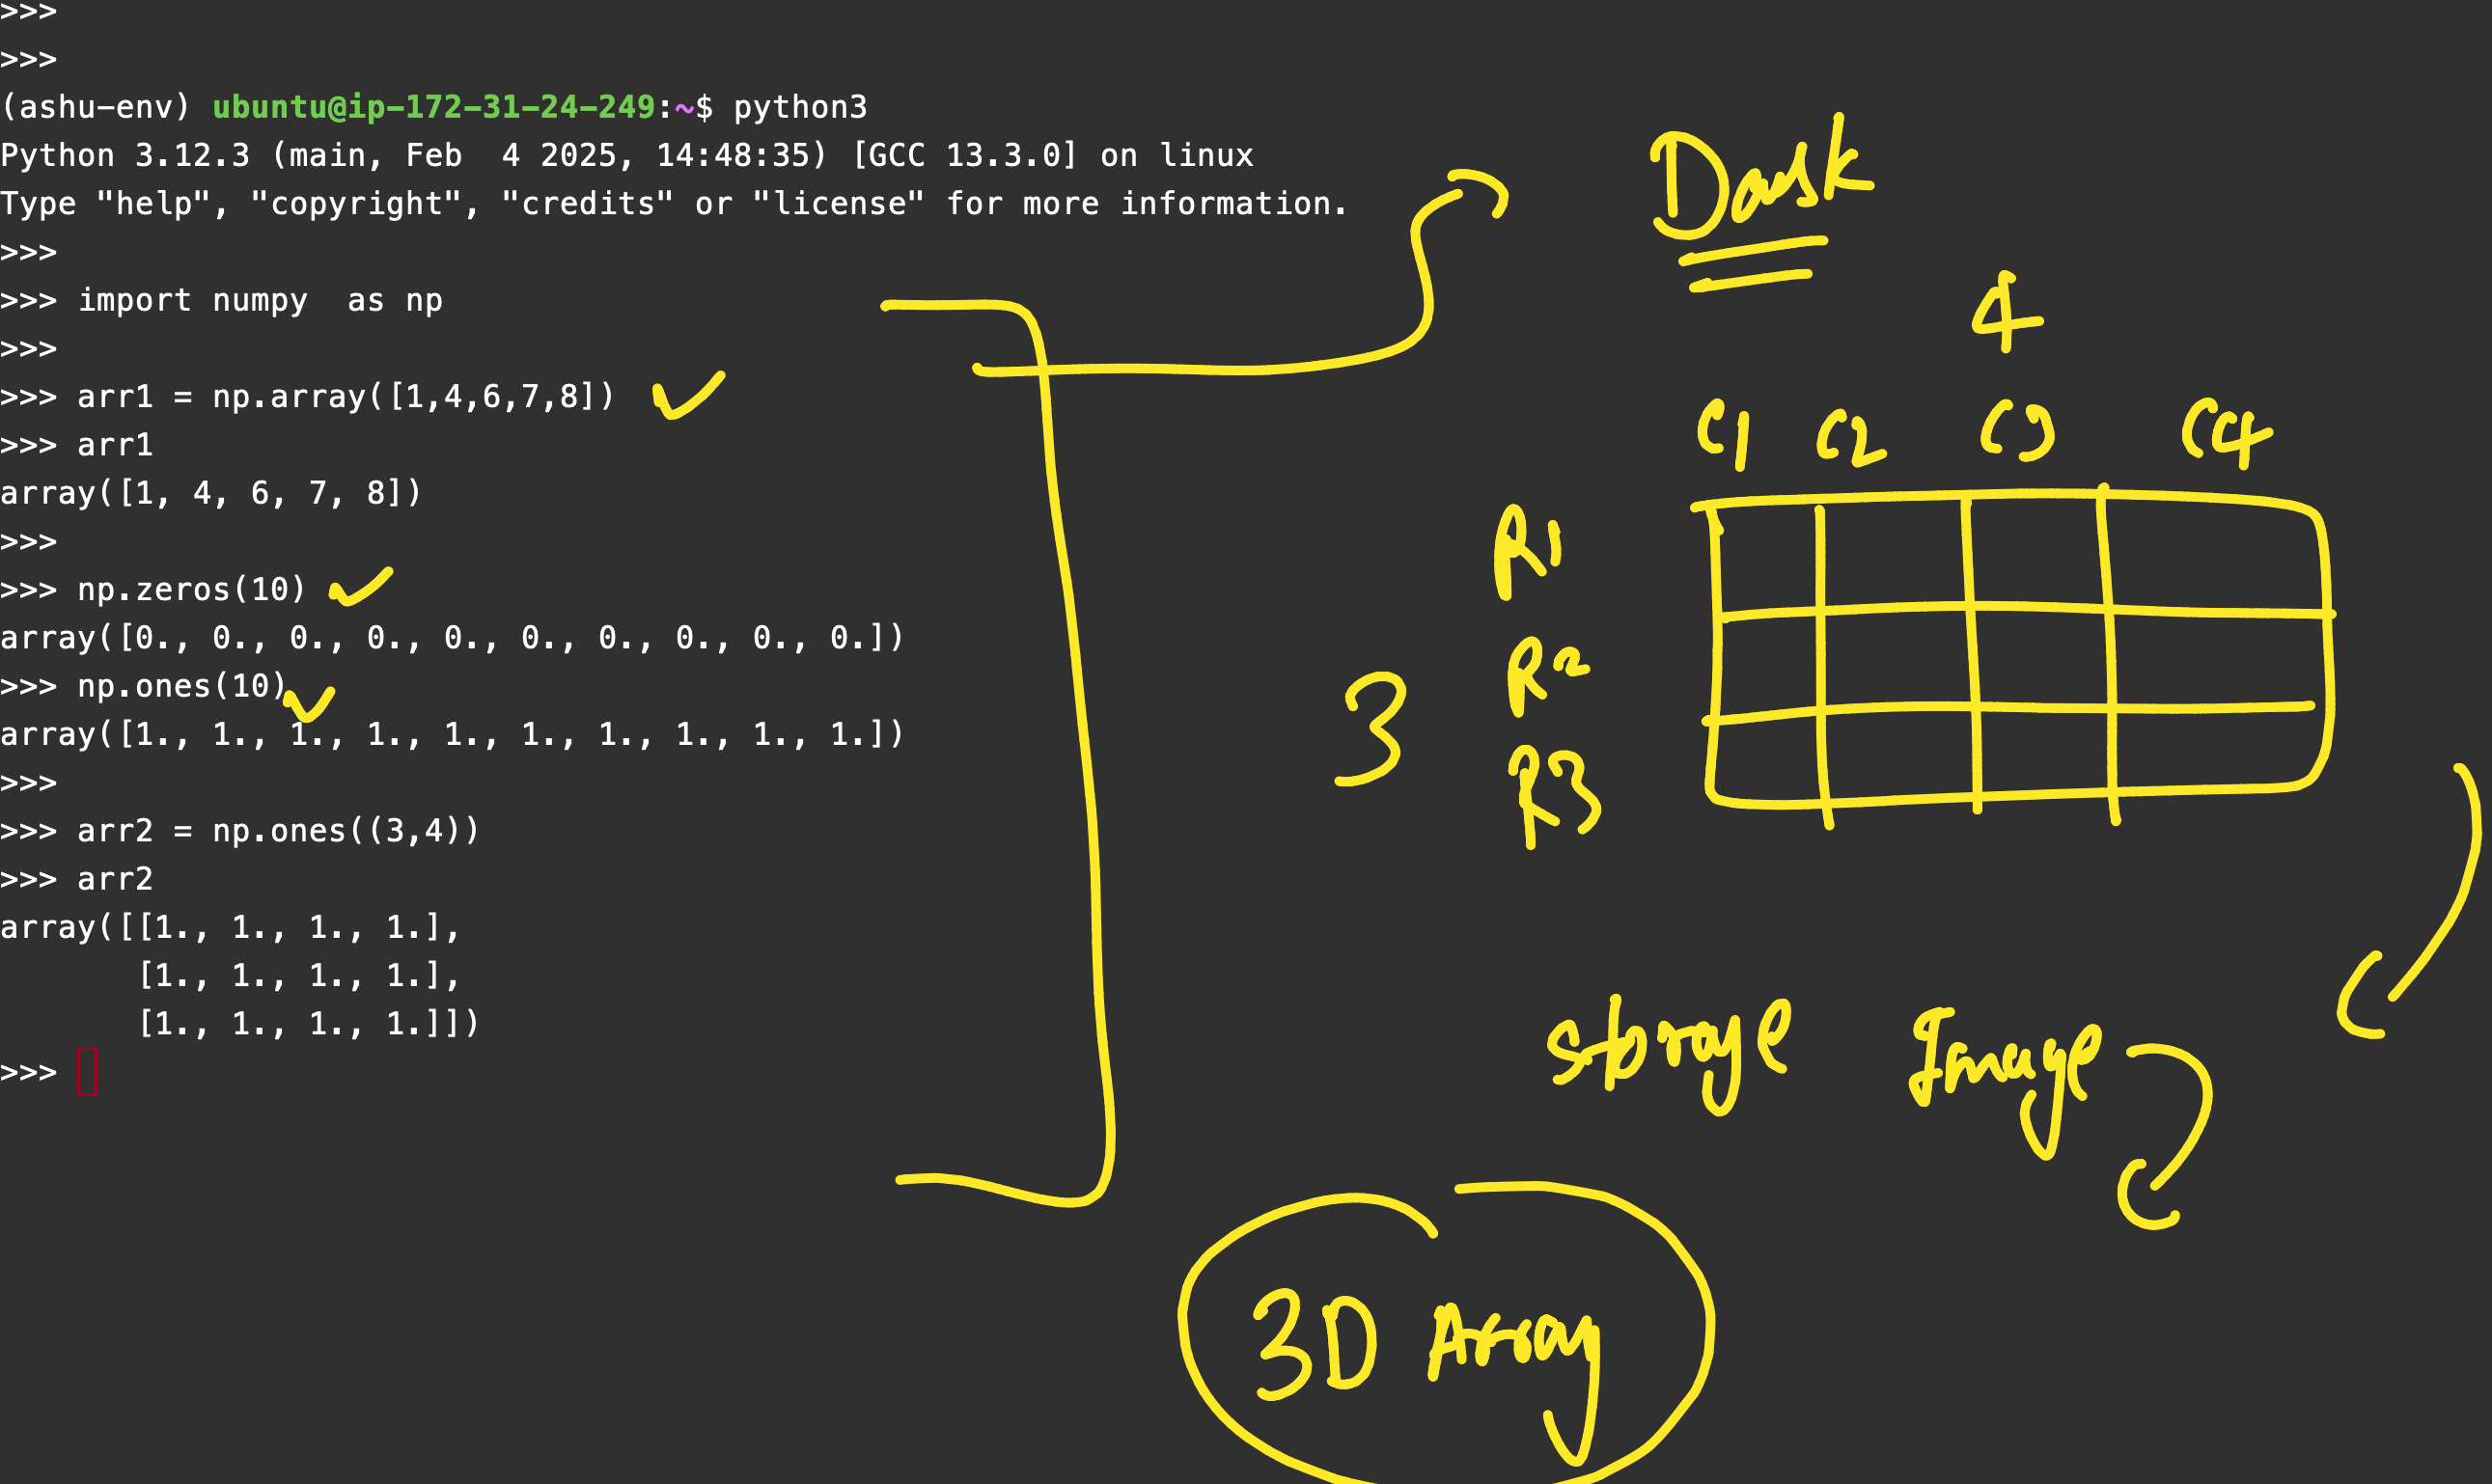 >>>
>>>
(ashu-env) ubuntu@ip-172-31-24-249:~$ python3
Python 3.12.3 (main, Feb  4 2025, 14:48:35) [GCC 13.3.0] on linux
Type "help", "copyright", "credits" or "license" for more information.
>>>
>>> import numpy  as np
>>>
>>> arr1 = np.array([1,4,6,7,8])
>>> arr1
array([1, 4, 6, 7, 8])
>>>
>>> np.zeros(10)
array([0., 0., 0., 0., 0., 0., 0., 0., 0., 0.])
>>> np.ones(10)
array([1., 1., 1., 1., 1., 1., 1., 1., 1., 1.])
>>>
>>> arr2 = np.ones((3,4))
>>> arr2
array([[1., 1., 1., 1.],
       [1., 1., 1., 1.],
       [1., 1., 1., 1.]])
>>>
Dask
4
C1 C2 C3 C4
R1
R2
3
R3
storage Image
3D Array